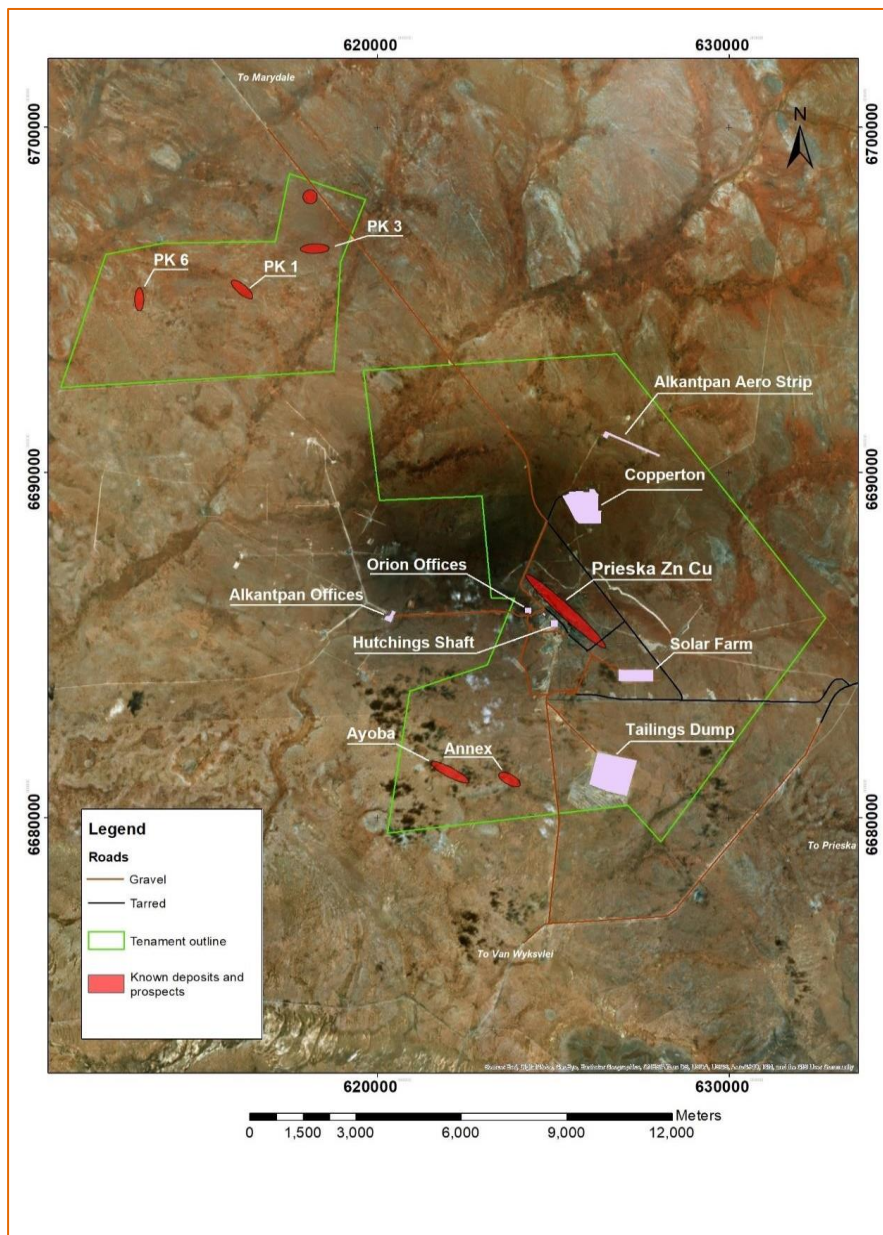 620000
630000
To Marydale
6700000
N
PK 3
PK 6
PK 1
Alkantpan Aero Strip
6690000
Copperton
Orion Offices
Prieska Zn Cu
Alkantpan Offices
Hutchings Shaft
Solar Farm
Ayoba
Annex
Tailings Dump
6680000
Legend
Roads
Gravel
Tarred
Tenament outline
Known deposits and
prospects
To Prieska
To Van Wyksvlei
620000
630000
Meters
0
1,500
3,000
6,000
9,000
12,000